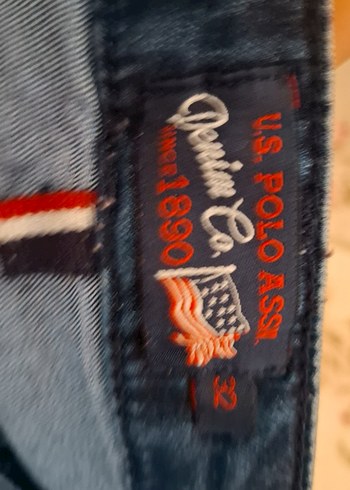 U.S. POLO ASSN.
Denim Co.
SINCE 1890
32